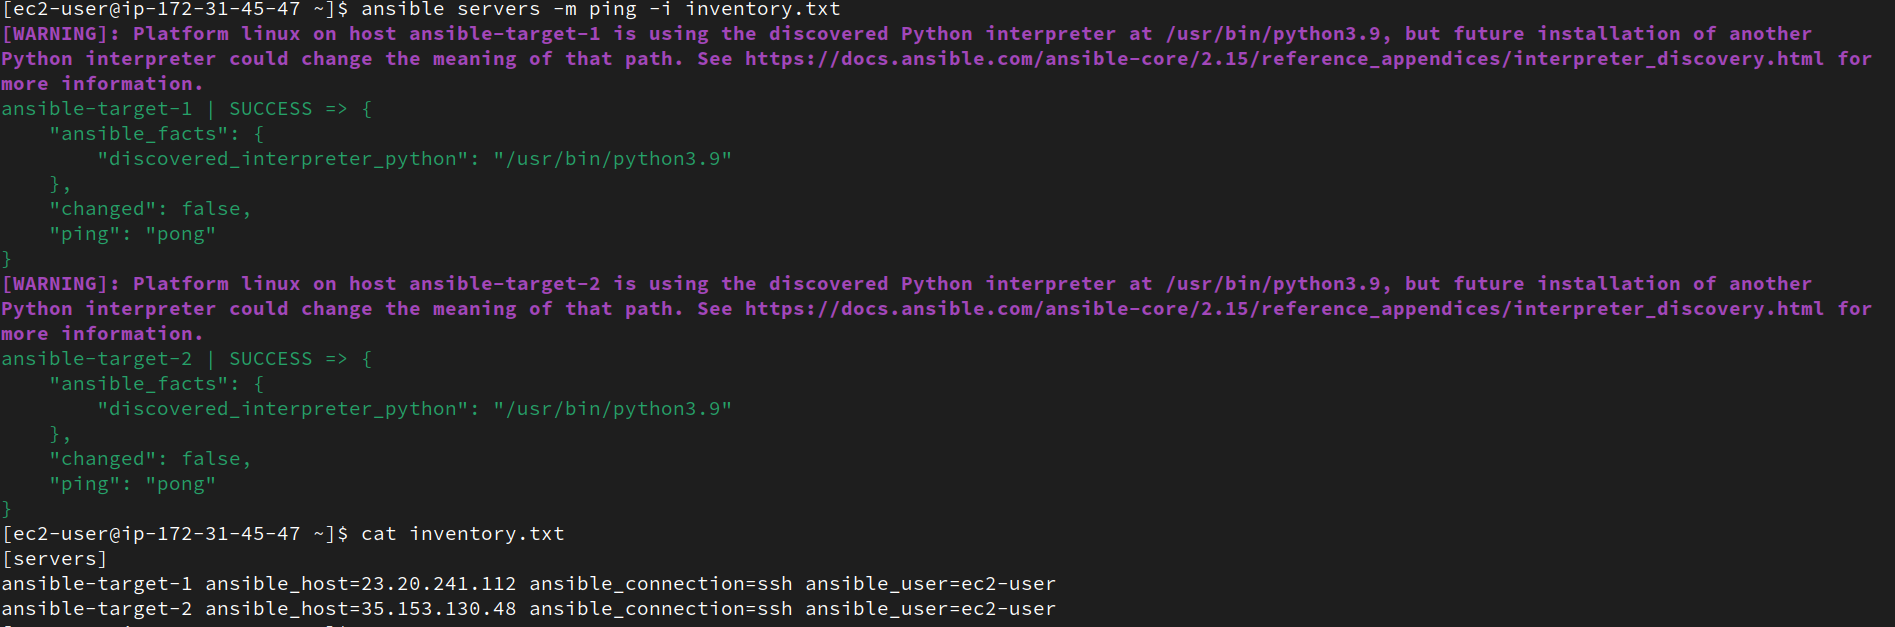 [ec2-user@ip-172-31-45-47 ~]$ ansible servers -m ping -i inventory.txt
[WARNING]: Platform linux on host ansible-target-1 is using the discovered Python interpreter at /usr/bin/python3.9, but future installation of another
Python interpreter could change the meaning of that path. See https://docs.ansible.com/ansible-core/2.15/reference_appendices/interpreter_discovery.html for
more information.
ansible-target-1 | SUCCESS => {
    "ansible_facts": {
        "discovered_interpreter_python": "/usr/bin/python3.9"
    },
    "changed": false,
    "ping": "pong"
}
[WARNING]: Platform linux on host ansible-target-2 is using the discovered Python interpreter at /usr/bin/python3.9, but future installation of another
Python interpreter could change the meaning of that path. See https://docs.ansible.com/ansible-core/2.15/reference_appendices/interpreter_discovery.html for
more information.
ansible-target-2 | SUCCESS => {
    "ansible_facts": {
        "discovered_interpreter_python": "/usr/bin/python3.9"
    },
    "changed": false,
    "ping": "pong"
}
[ec2-user@ip-172-31-45-47 ~]$ cat inventory.txt
[servers]
ansible-target-1 ansible_host=23.20.241.112 ansible_connection=ssh ansible_user=ec2-user
ansible-target-2 ansible_host=35.153.130.48 ansible_connection=ssh ansible_user=ec2-user